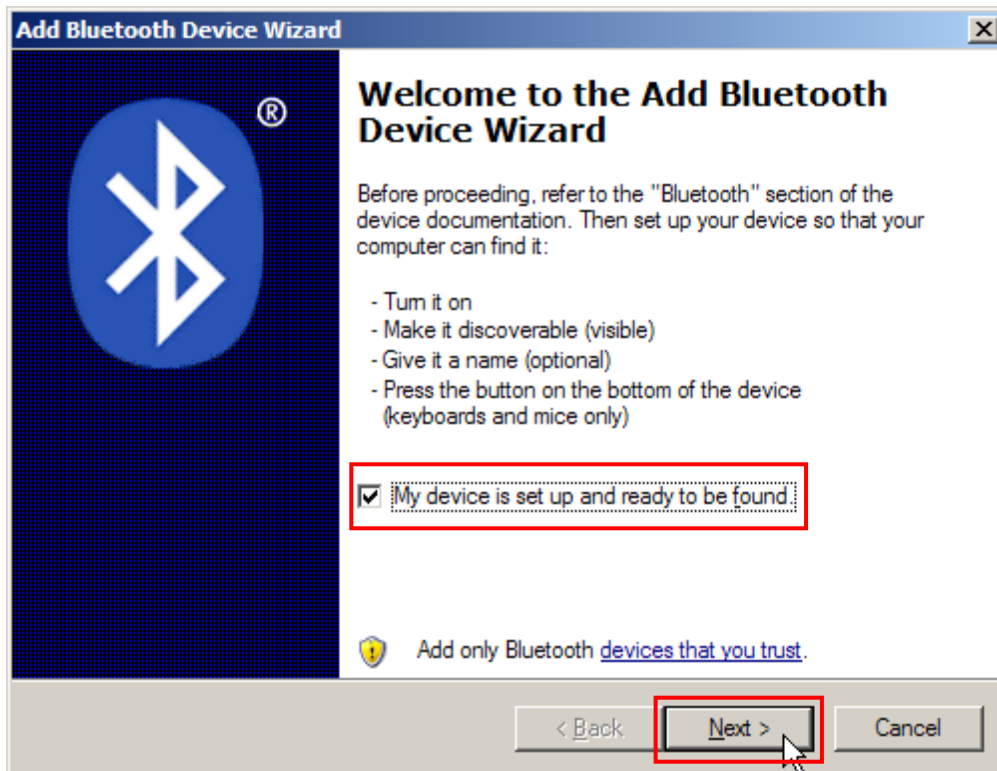 Add Bluetooth Device Wizard
®
Welcome to the Add Bluetooth
Device Wizard
Before proceeding, refer to the "Bluetooth" section of the
device documentation. Then set up your device so that your
computer can find it:
- Turn it on
- Make it discoverable (visible)
- Give it a name (optional)
- Press the button on the bottom of the device
(keyboards and mice only)
My device is set up and ready to be found.
Add only Bluetooth devices that you trust.
< Back Next > Cancel